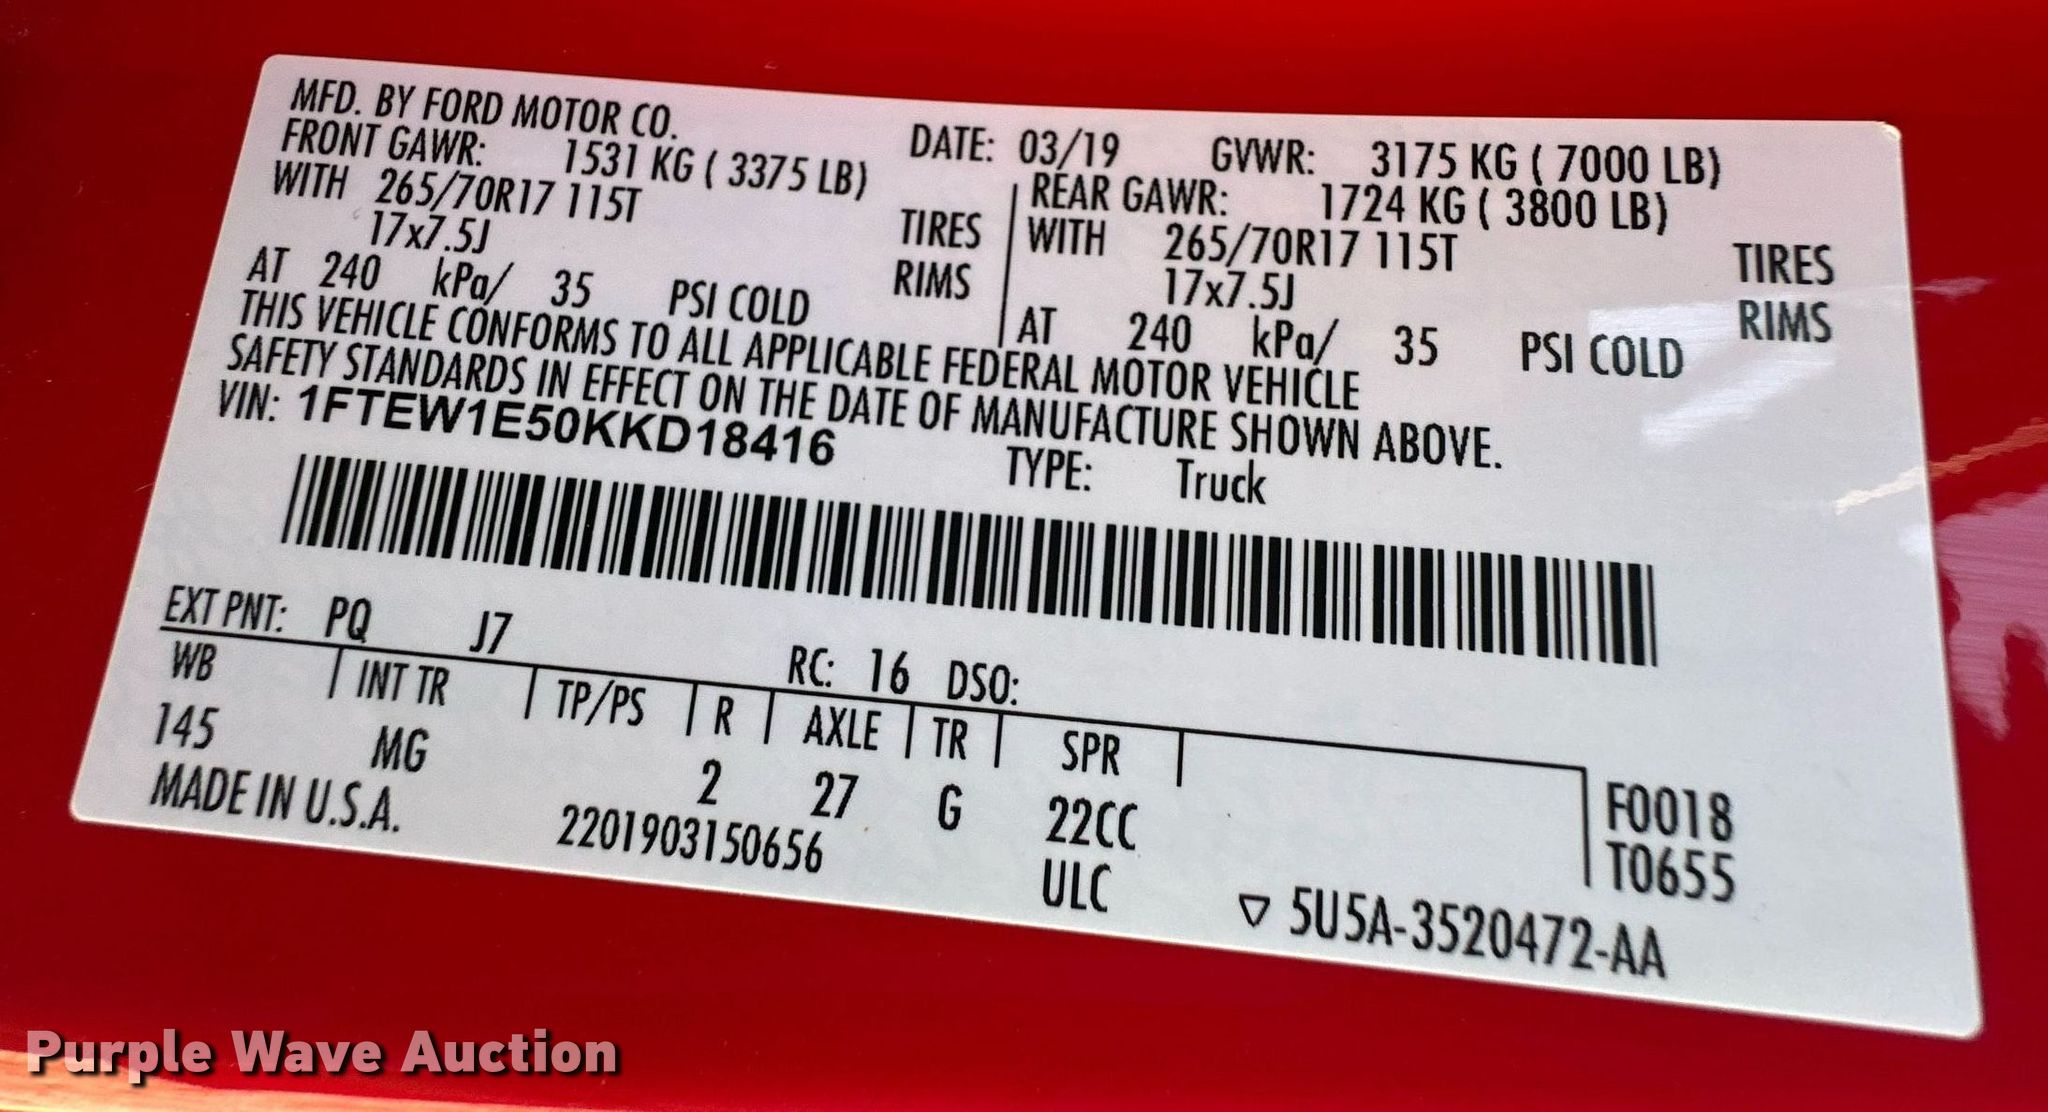 MFD. BY FORD MOTOR CO. DATE: 03/19 GVWR: 3175 KG ( 7000 LB)
FRONT GAWR: 1531 KG ( 3375 LB) REAR GAWR: 1724 KG ( 3800 LB)
WITH 265/70R17 115T TIRES WITH 265/70R17 115T TIRES
17x7.5J RIMS 17x7.5J RIMS
AT 240 kPa/ 35 PSI COLD AT 240 kPa/ 35 PSI COLD
THIS VEHICLE CONFORMS TO ALL APPLICABLE FEDERAL MOTOR VEHICLE
SAFETY STANDARDS IN EFFECT ON THE DATE OF MANUFACTURE SHOWN ABOVE.
VIN: 1FTEW1E50KKD18416 TYPE: Truck
EXT PNT: PQ J7 RC: 16 DSO:
WB INT TR TP/PS R AXLE TR SPR
145 MG 2 27 G 22CC F0018
MADE IN U.S.A. 2201903150656 ULC T0655
▽ 5U5A-3520472-AA
Purple Wave Auction